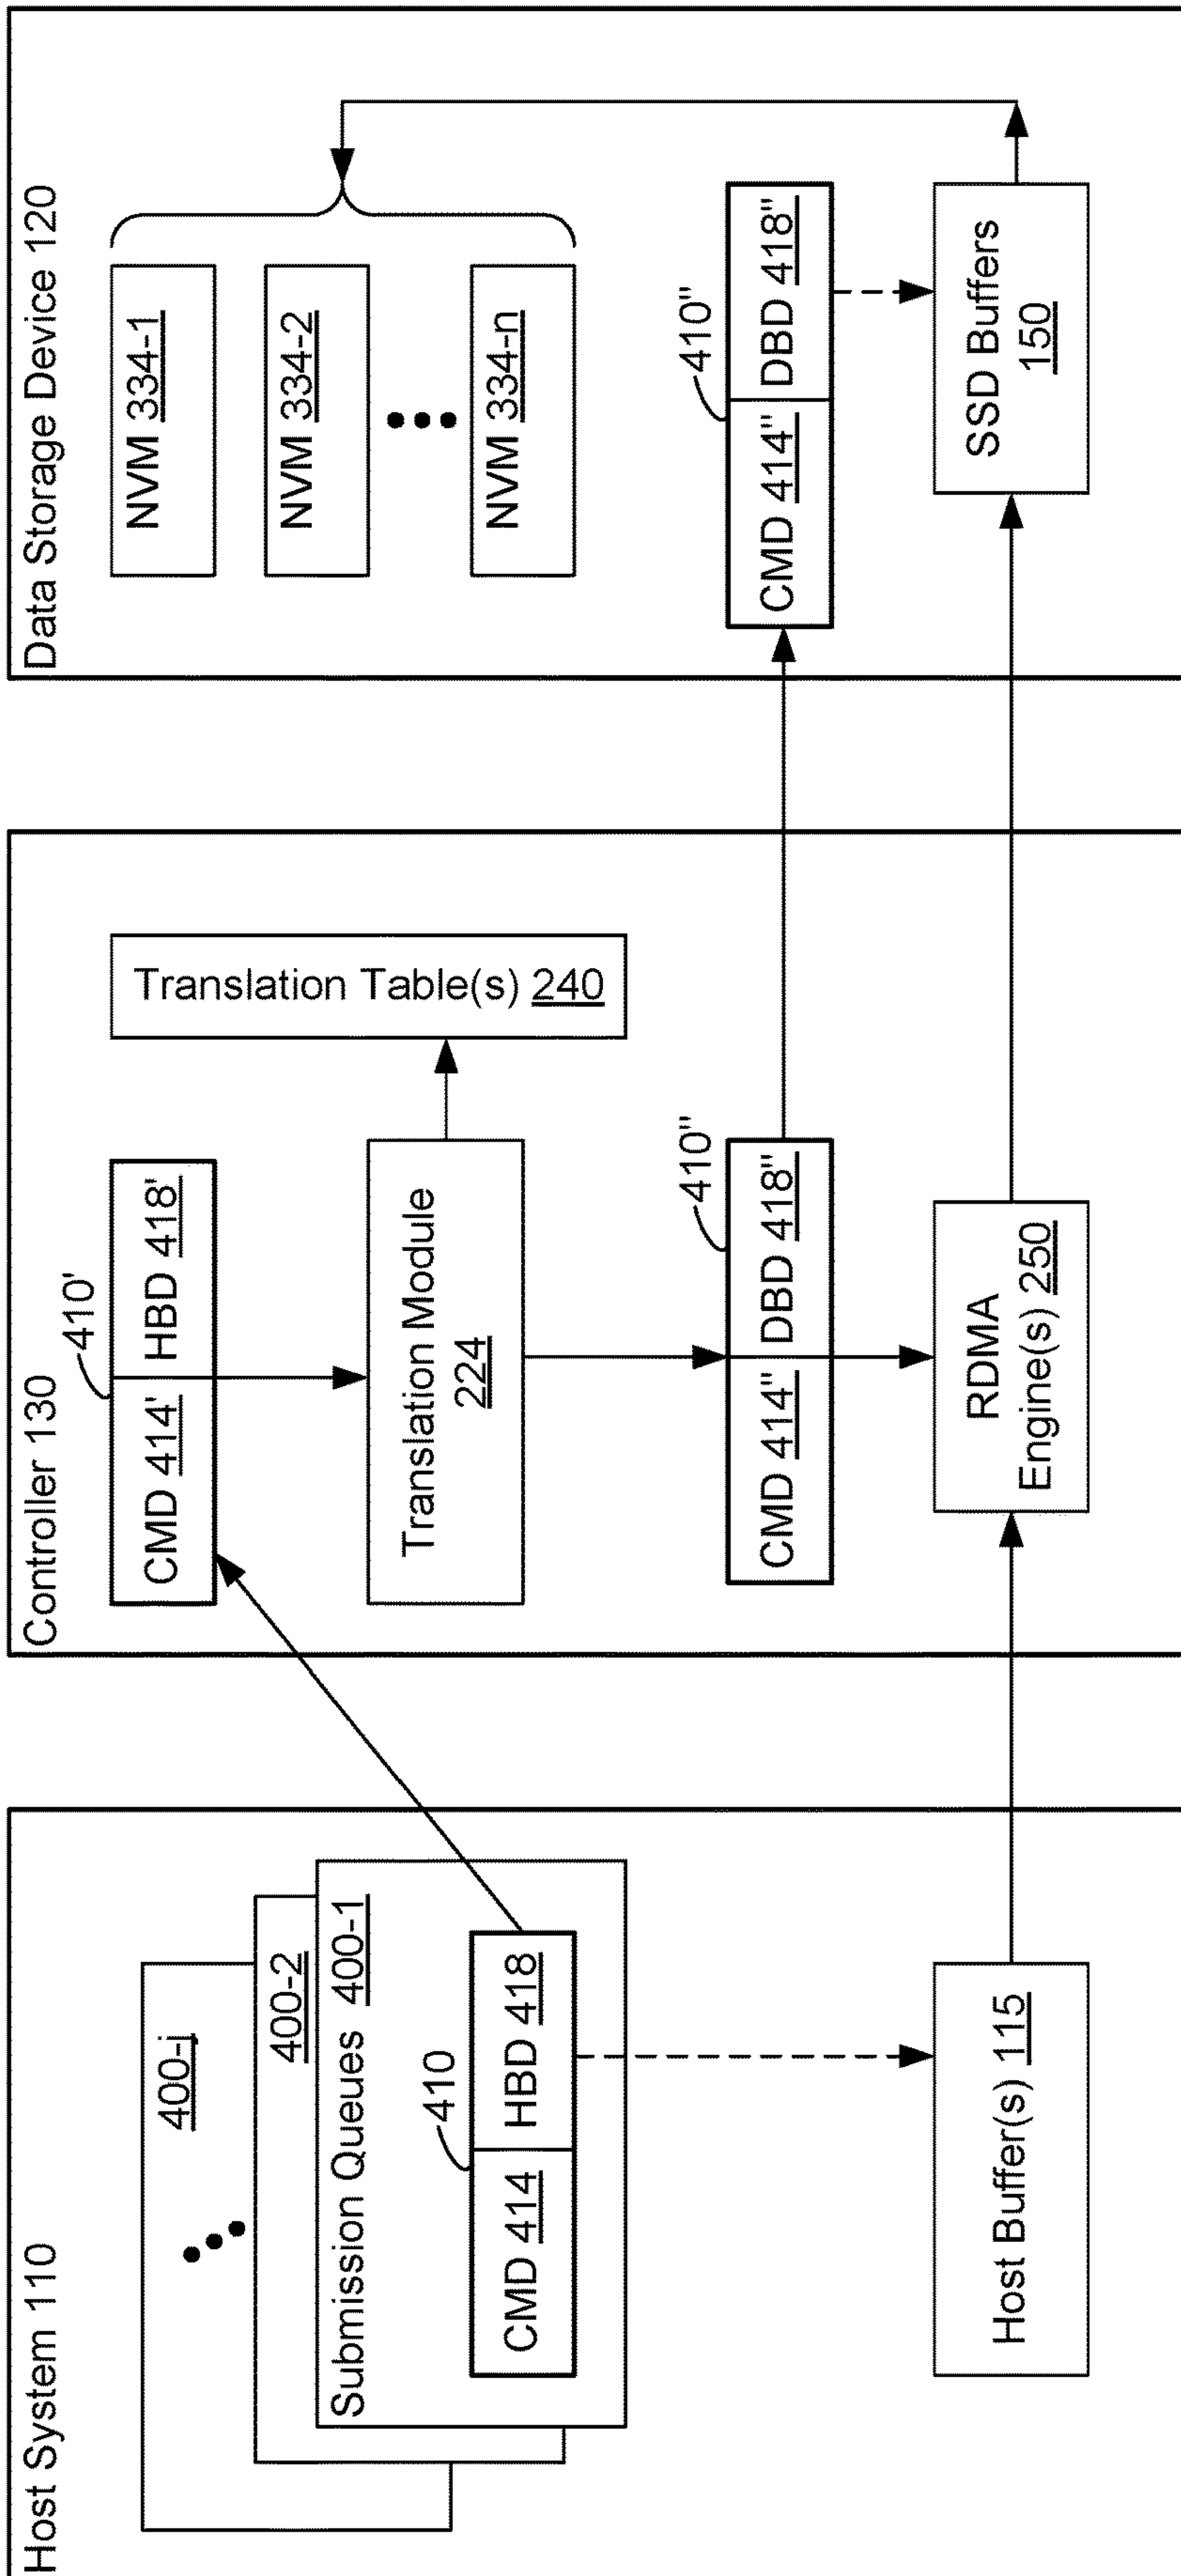 Host System 110
400-j
400-2
Submission Queues 400-1
410
CMD 414
HBD 418
Host Buffer(s) 115
Controller 130
410'
CMD 414'
HBD 418'
Translation Module
224
Translation Table(s) 240
410"
CMD 414"
DBD 418"
RDMA
Engine(s) 250
Data Storage Device 120
NVM 334-1
NVM 334-2
NVM 334-n
410"
CMD 414"
DBD 418"
SSD Buffers
150